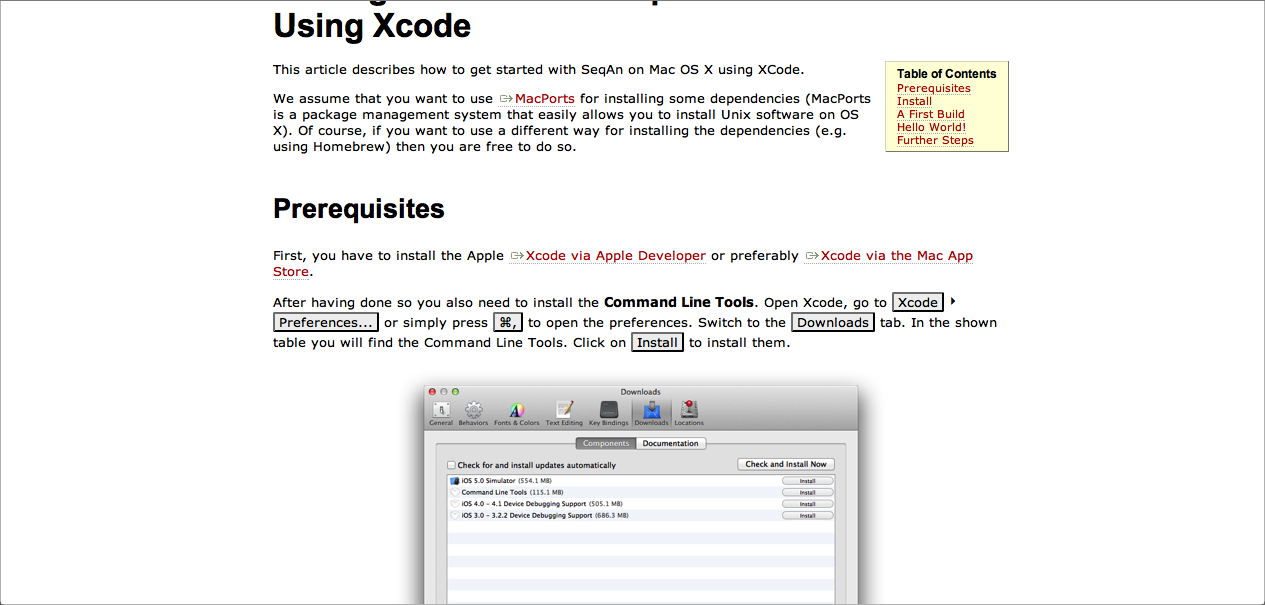 Using Xcode
This article describes how to get started with SeqAn on Mac OS X using XCode.
We assume that you want to use MacPorts for installing some dependencies (MacPorts
is a package management system that easily allows you to install Unix software on OS
X). Of course, if you want to use a different way for installing the dependencies (e.g.
using Homebrew) then you are free to do so.
Table of Contents
Prerequisites
Install
A First Build
Hello World!
Further Steps
Prerequisites
First, you have to install the Apple Xcode via Apple Developer or preferably Xcode via the Mac App
Store.
After having done so you also need to install the Command Line Tools. Open Xcode, go to Xcode ‣
Preferences... or simply press ⌘, to open the preferences. Switch to the Downloads tab. In the shown
table you will find the Command Line Tools. Click on Install to install them.
Downloads
General Behaviors Fonts & Colors Text Editing Key Bindings Downloads Locations
Components Documentation
Check for and install updates automatically Check and Install Now
iOS 5.0 Simulator (554.1 MB) Install
Command Line Tools (115.1 MB) Install
iOS 4.0 – 4.1 Device Debugging Support (505.1 MB) Install
iOS 3.0 – 3.2.2 Device Debugging Support (686.3 MB) Install